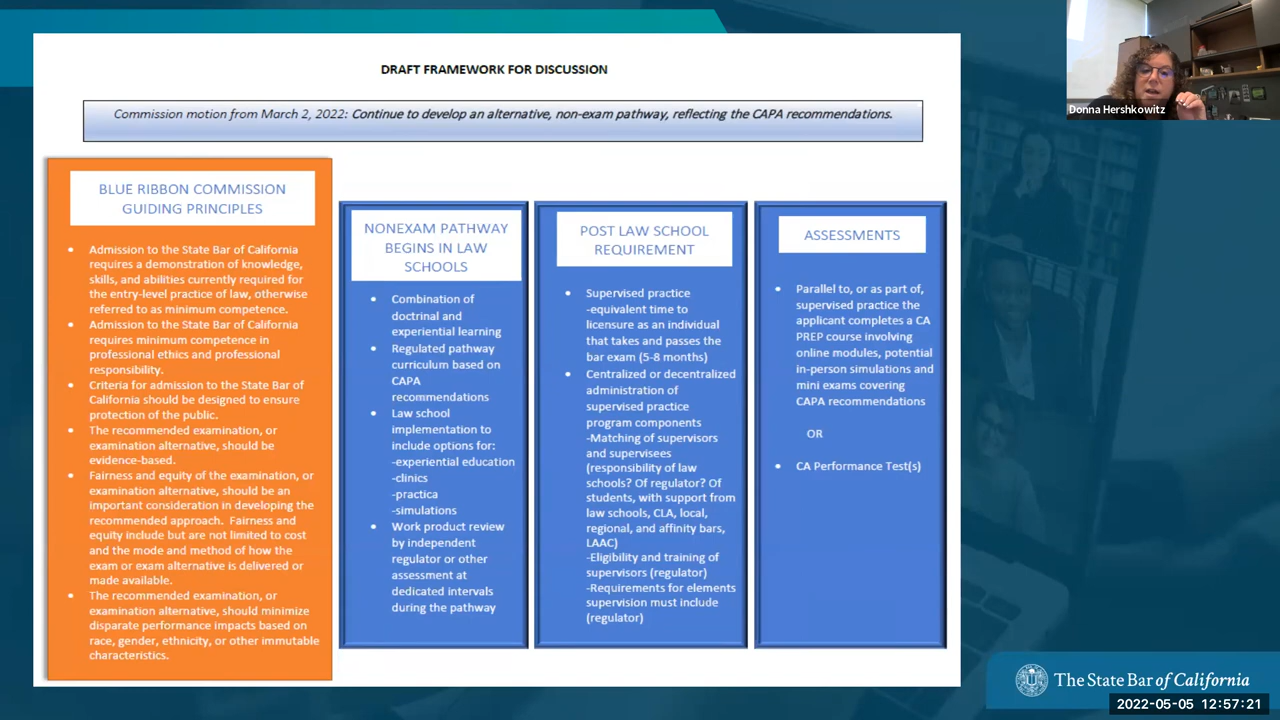 DRAFT FRAMEWORK FOR DISCUSSION
Commission motion from March 2, 2022: Continue to develop an alternative, non-exam pathway, reflecting the CAPA recommendations.
BLUE RIBBON COMMISSION
GUIDING PRINCIPLES
• Admission to the State Bar of California
requires a demonstration of knowledge,
skills, and abilities currently required for
the entry-level practice of law, otherwise
referred to as minimum competence.
• Admission to the State Bar of California
requires minimum competence in
professional ethics and professional
responsibility.
• Criteria for admission to the State Bar of
California should be designed to ensure
protection of the public.
• The recommended examination, or
examination alternative, should be
evidence-based.
• Fairness and equity of the examination, or
examination alternative, should be an
important consideration in developing the
recommended approach. Fairness and
equity include but are not limited to cost
and the mode and method of how the
exam or exam alternative is delivered or
made available.
• The recommended examination, or
examination alternative, should minimize
disparate performance impacts based on
race, gender, ethnicity, or other immutable
characteristics.
NONEXAM PATHWAY
BEGINS IN LAW
SCHOOLS
• Combination of
doctrinal and
experiential learning
• Regulated pathway
curriculum based on
CAPA
recommendations
• Law school
implementation to
include options for:
-experiential education
-clinics
-practica
-simulations
• Work product review
by independent
regulator or other
assessment at
dedicated intervals
during the pathway
POST LAW SCHOOL
REQUIREMENT
• Supervised practice
-equivalent time to
licensure as an individual
that takes and passes the
bar exam (5-8 months)
• Centralized or decentralized
administration of
supervised practice
program components
-Matching of supervisors
and supervisees
(responsibility of law
schools? Of regulator? Of
students, with support from
law schools, CLA, local,
regional, and affinity bars,
LAAC)
-Eligibility and training of
supervisors (regulator)
-Requirements for elements
supervision must include
(regulator)
ASSESSMENTS
• Parallel to, or as part of,
supervised practice the
applicant completes a CA
PREP course involving
online modules, potential
in-person simulations and
mini exams covering
CAPA recommendations
OR
• CA Performance Test(s)
Donna Hershkowitz
The State Bar of California
2022-05-05 12:57:21